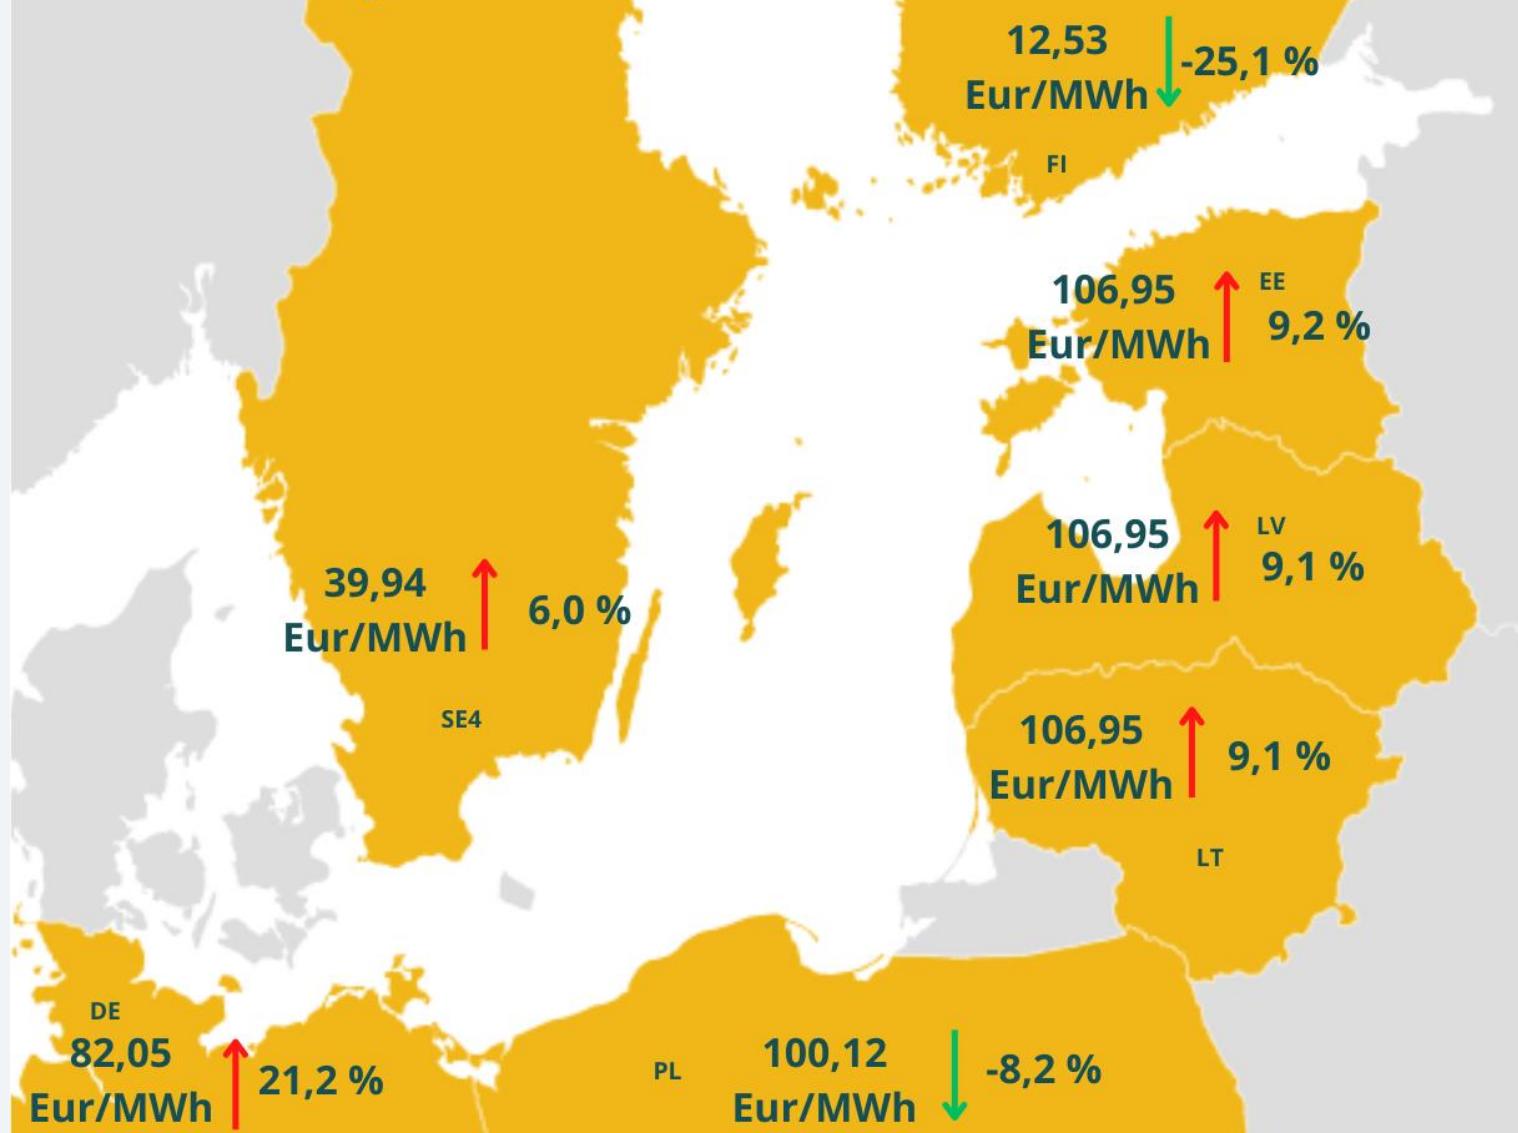 12,53
Eur/MWh
-25,1 %
FI
106,95
Eur/MWh
EE
9,2 %
106,95
Eur/MWh
LV
9,1 %
39,94
Eur/MWh
6,0 %
SE4
106,95
Eur/MWh
9,1 %
LT
DE
82,05
Eur/MWh
21,2 %
PL
100,12
Eur/MWh
-8,2 %